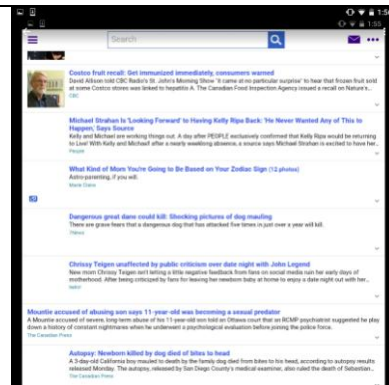 1:5
1:55
Search
Costco fruit recall: Get immunized immediately, consumers warned
David Allison told CBC Radio's St. John's Morning Show "it came at no particular surprise" to hear that frozen fruit sold
at some Costco stores was linked to hepatitis A. The Canadian Food Inspection Agency issued a recall on Nature's...
CBC
Michael Strahan Is 'Looking Forward' to Having Kelly Ripa Back: 'He Never Wanted Any of This to
Happen,' Says Source
Kelly and Michael are working things out. A day after PEOPLE exclusively confirmed that Kelly Ripa would be returning
to Live! With Kelly and Michael after a nearly weeklong absence, a source says Michael Strahan is excited to have her...
People
What Kind of Mom You're Going to Be Based on Your Zodiac Sign (12 photos)
Astro-parenting, if you will.
Marie Claire
Dangerous great dane could kill: Shocking pictures of dog mauling
There are grave fears that a dangerous dog that has attacked five times in just over a year will kill.
7News
Chrissy Teigen unaffected by public criticism over date night with John Legend
New mom Chrissy Teigen isn't letting a little negative feedback from fans on social media ruin her early days of
motherhood. After being criticized by fans for leaving her newborn baby at home to enjoy a date night out with her...
Mountie accused of abusing son says 11-year-old was becoming a sexual predator
A Mountie accused of severe, long-term abuse of his 11-year-old son told an Ottawa court that an RCMP psychiatrist suggested he play
down a history of constant nightmares when he underwent a psychological evaluation before joining the police force.
The Canadian Press
Autopsy: Newborn killed by dog died of bites to head
A 3-day-old California boy mauled to death by the family dog died from bites to his head, according to autopsy results
released Monday. The autopsy, released by San Diego County's medical examiner, also ruled the death of Sebastian...
The Canadian Press